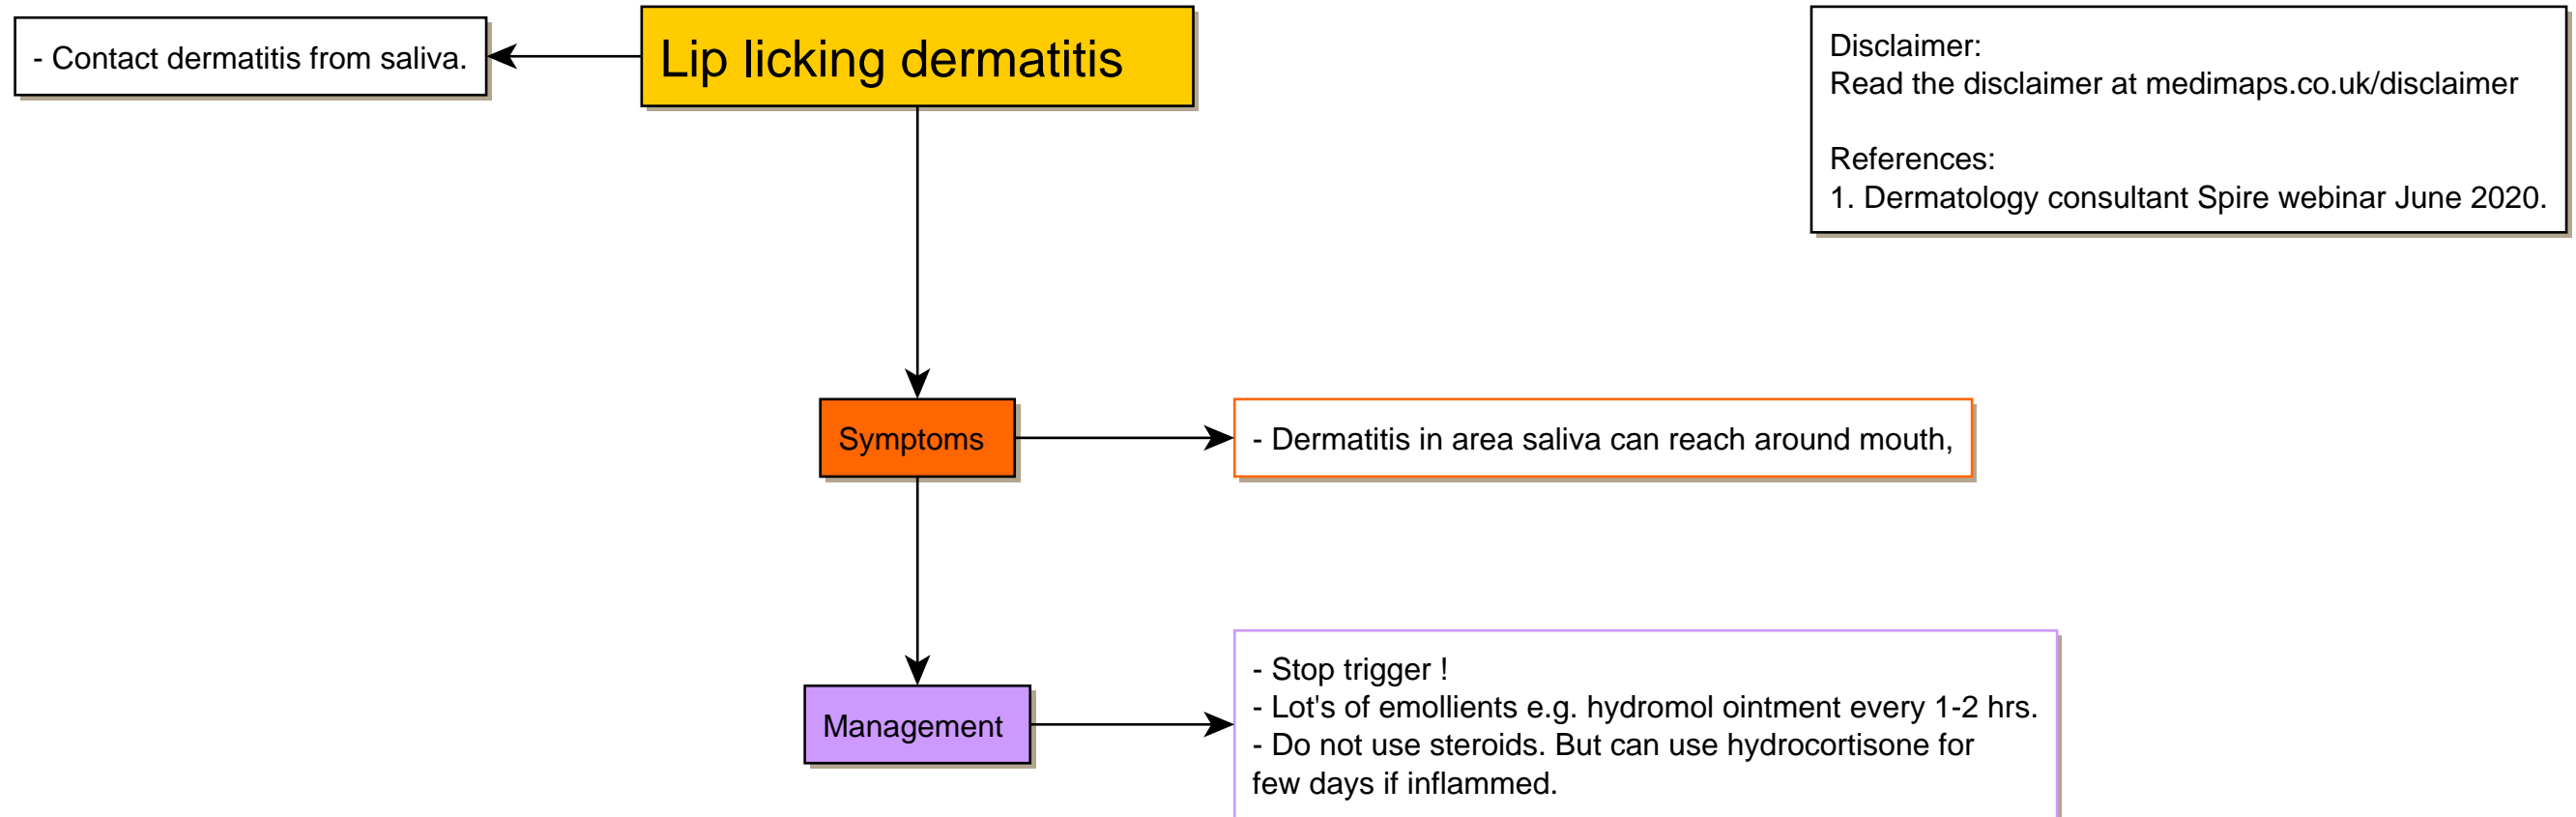 - Contact dermatitis from saliva.
Lip licking dermatitis
Disclaimer:
Read the disclaimer at medimaps.co.uk/disclaimer
References:
1. Dermatology consultant Spire webinar June 2020.
Symptoms
- Dermatitis in area saliva can reach around mouth,
Management
- Stop trigger !
- Lot's of emollients e.g. hydromol ointment every 1-2 hrs.
- Do not use steroids. But can use hydrocortisone for
few days if inflammed.